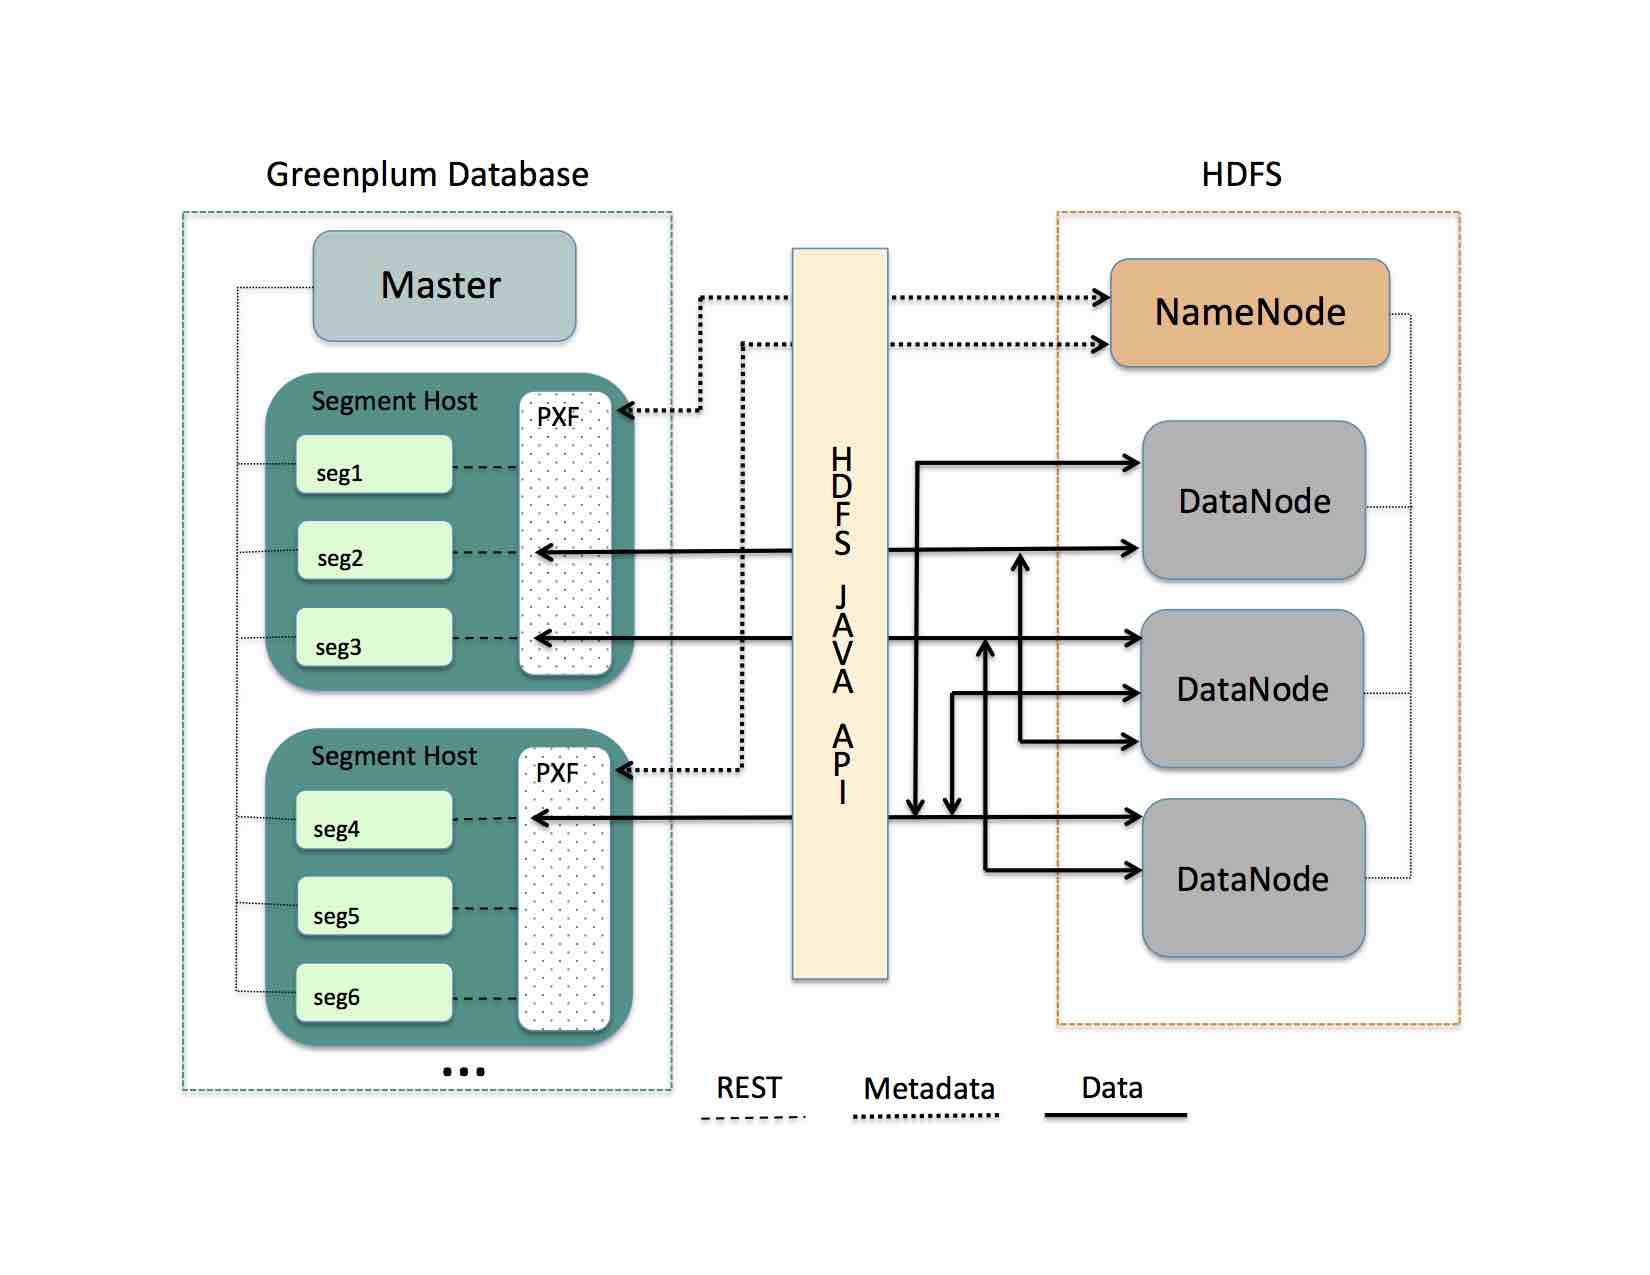 Greenplum Database
HDFS
Master
NameNode
Segment Host
PXF
seg1
seg2
seg3
Segment Host
PXF
seg4
seg5
seg6
...
HDFS JAVA API
DataNode
DataNode
DataNode
REST
Metadata
Data